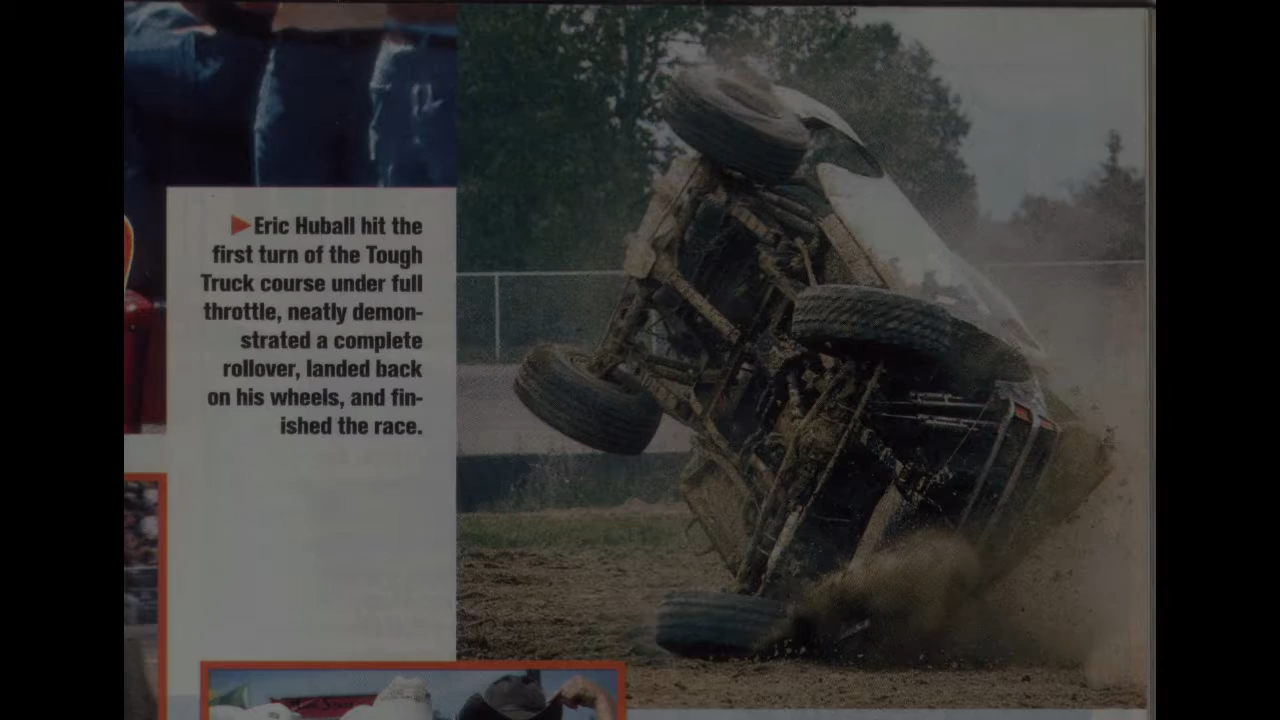 ▶Eric Huball hit the
first turn of the Tough
Truck course under full
throttle, neatly demon-
strated a complete
rollover, landed back
on his wheels, and fin-
ished the race.